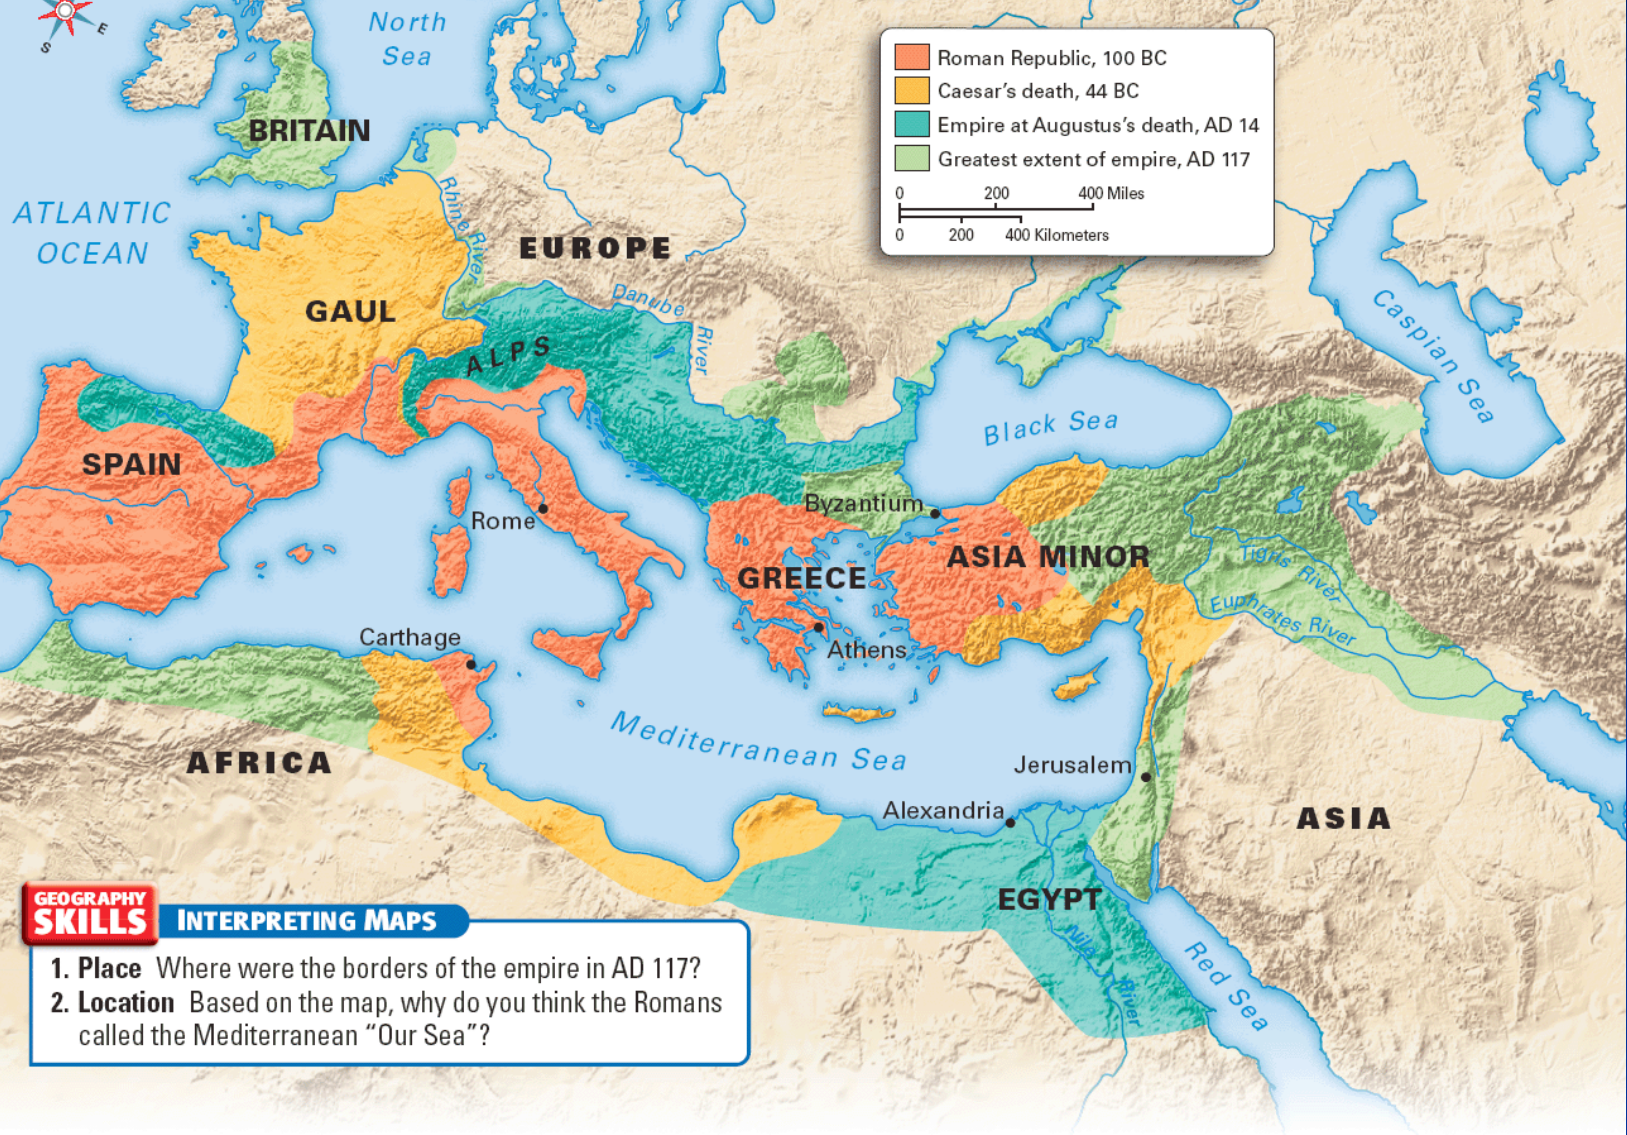 S
E
North
Sea
Roman Republic, 100 BC
Caesar's death, 44 BC
Empire at Augustus's death, AD 14
Greatest extent of empire, AD 117
0 200 400 Miles
0 200 400 Kilometers
BRITAIN
ATLANTIC
OCEAN
Rhine River
EUROPE
Danube River
GAUL
ALPS
Caspian Sea
Black Sea
SPAIN
Rome
Byzantium
ASIA MINOR
GREECE
Tigris River
Euphrates River
Carthage
Athens
Mediterranean Sea
AFRICA
Jerusalem
Alexandria
ASIA
EGYPT
Nile River
Red Sea
GEOGRAPHY
SKILLS
INTERPRETING MAPS
1. Place Where were the borders of the empire in AD 117?
2. Location Based on the map, why do you think the Romans
called the Mediterranean “Our Sea”?